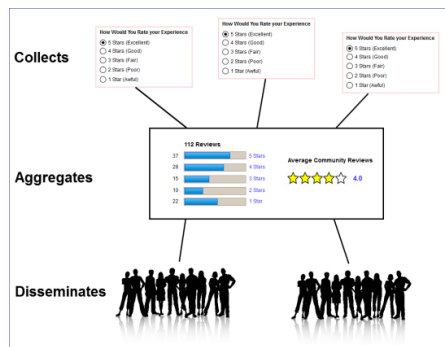 How Would You Rate your Experience
5 Stars (Excellent)
4 Stars (Good)
3 Stars (Fair)
2 Stars (Poor)
1 Star (Awful)
How Would You Rate your Experience
5 Stars (Excellent)
4 Stars (Good)
3 Stars (Fair)
2 Stars (Poor)
1 Star (Awful)
How Would You Rate your Experience
5 Stars (Excellent)
4 Stars (Good)
3 Stars (Fair)
2 Stars (Poor)
1 Star (Awful)
Collects
112 Reviews
37 5 Stars
28 4 Stars
15 3 Stars
10 2 Stars
22 1 Star
Average Community Reviews
4.0
Aggregates
Disseminates